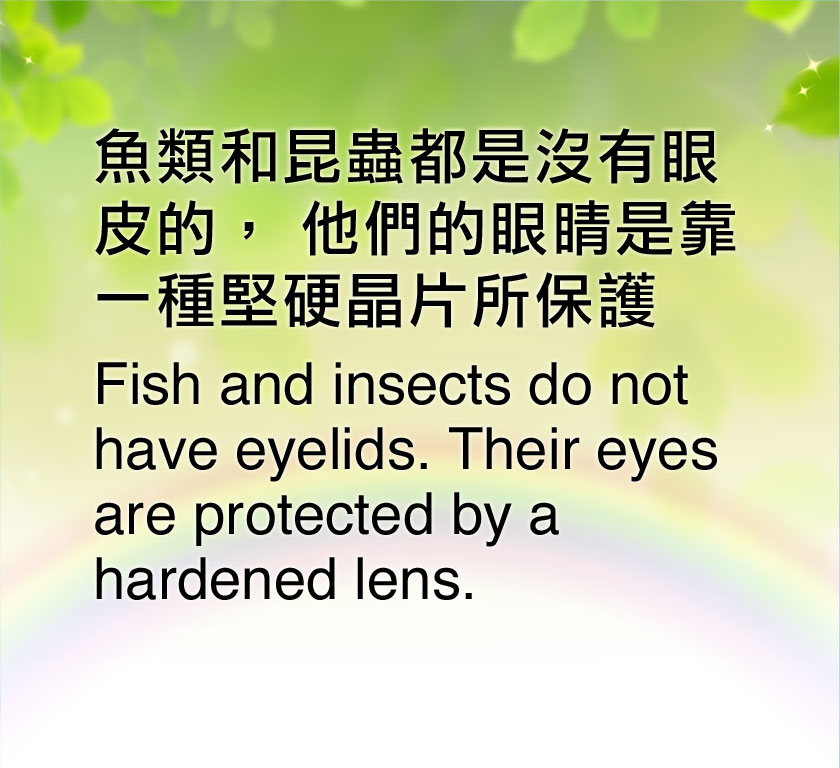 魚類和昆蟲都是沒有眼
皮的， 他們的眼睛是靠
一種堅硬晶片所保護
Fish and insects do not
have eyelids. Their eyes
are protected by a
hardened lens.